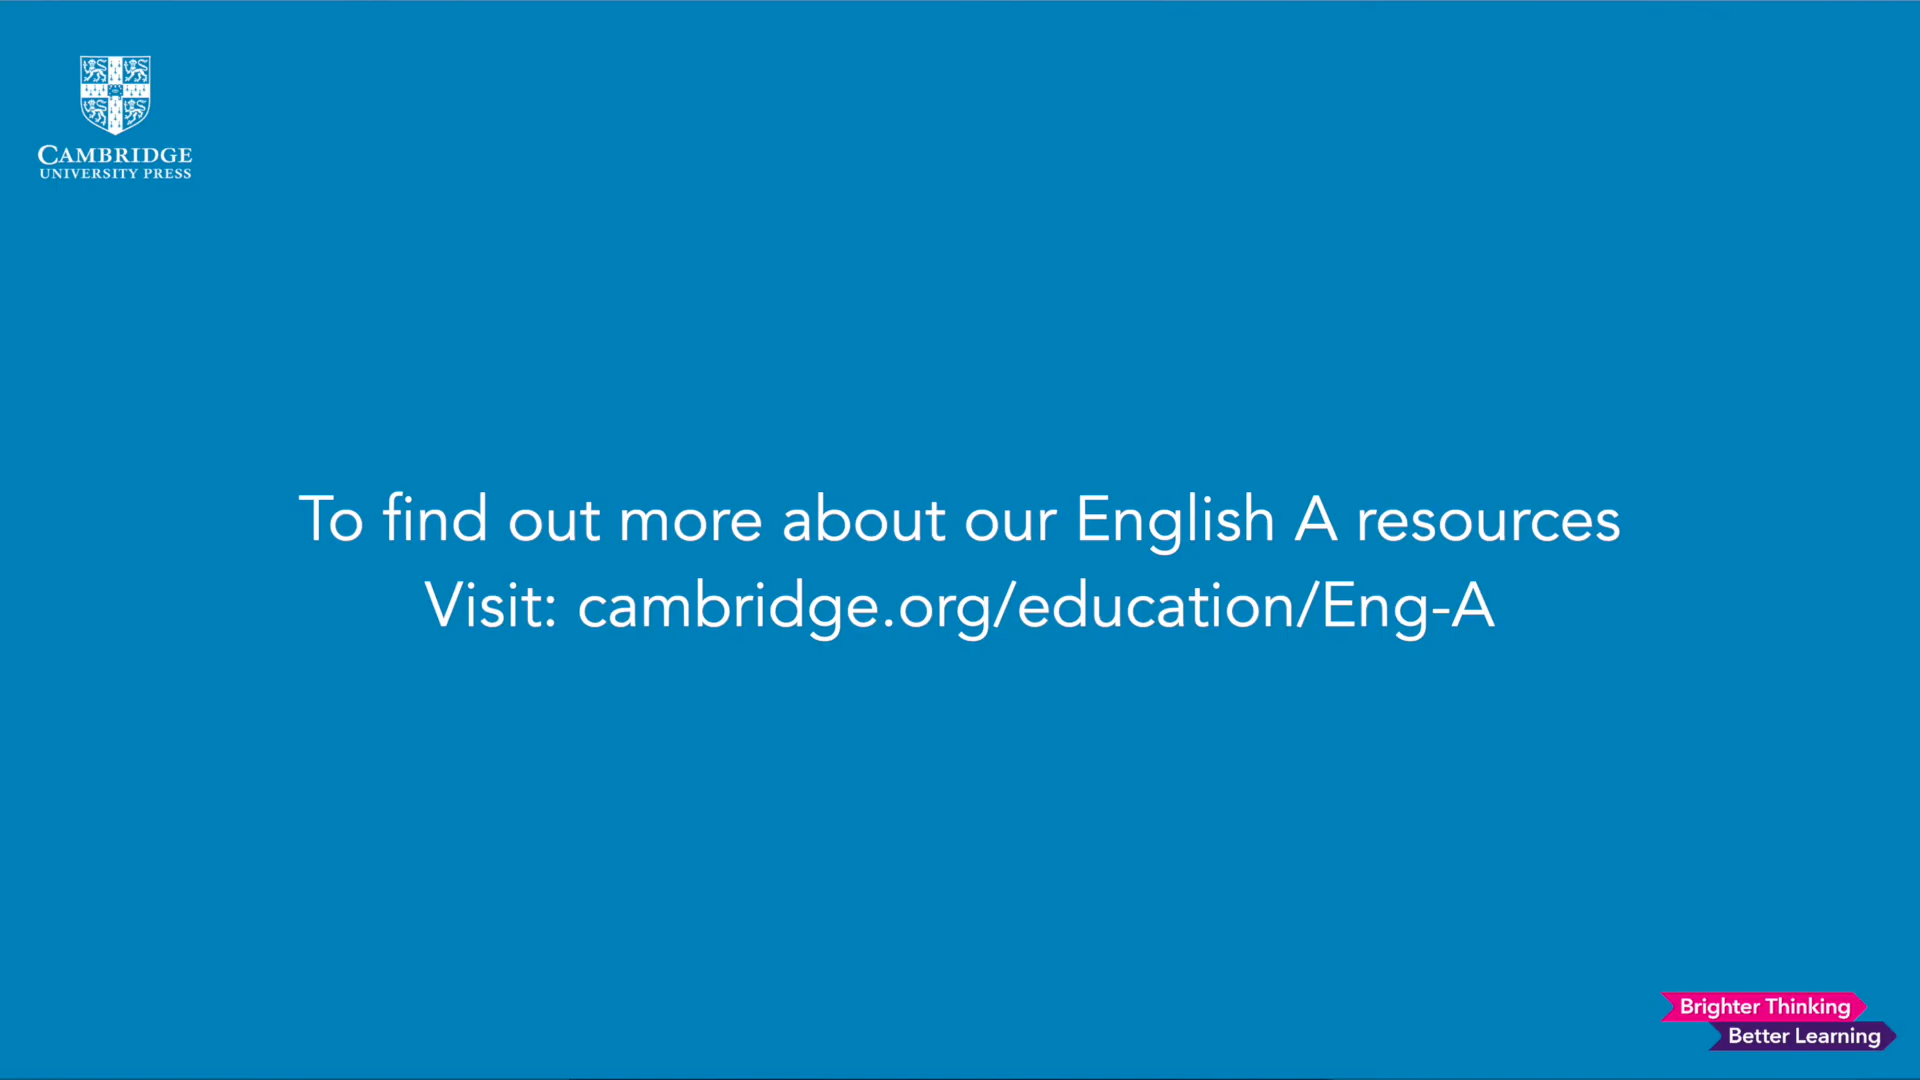 CAMBRIDGE
UNIVERSITY PRESS
To find out more about our English A resources
Visit: cambridge.org/education/Eng-A
Brighter Thinking
Better Learning